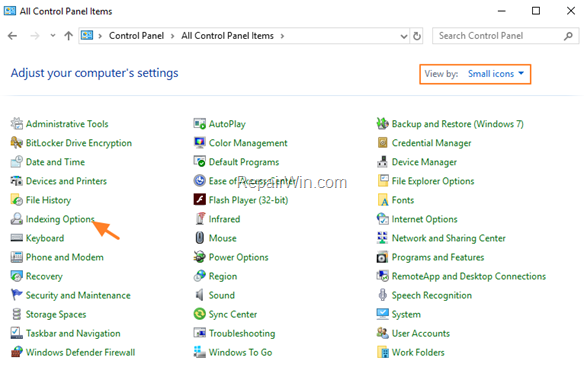 All Control Panel Items
Control Panel > All Control Panel Items >
Search Control Panel
Adjust your computer's settings
View by: Small icons
Administrative Tools
AutoPlay
Backup and Restore (Windows 7)
BitLocker Drive Encryption
Color Management
Credential Manager
Date and Time
Default Programs
Device Manager
Devices and Printers
Ease of
File Explorer Options
RepairWin.com
File History
Flash Player (32-bit)
Fonts
Indexing Options
Infrared
Internet Options
Keyboard
Mouse
Network and Sharing Center
Phone and Modem
Power Options
Programs and Features
Recovery
Region
RemoteApp and Desktop Connections
Security and Maintenance
Sound
Speech Recognition
Storage Spaces
Sync Center
System
Taskbar and Navigation
Troubleshooting
User Accounts
Windows Defender Firewall
Windows To Go
Work Folders